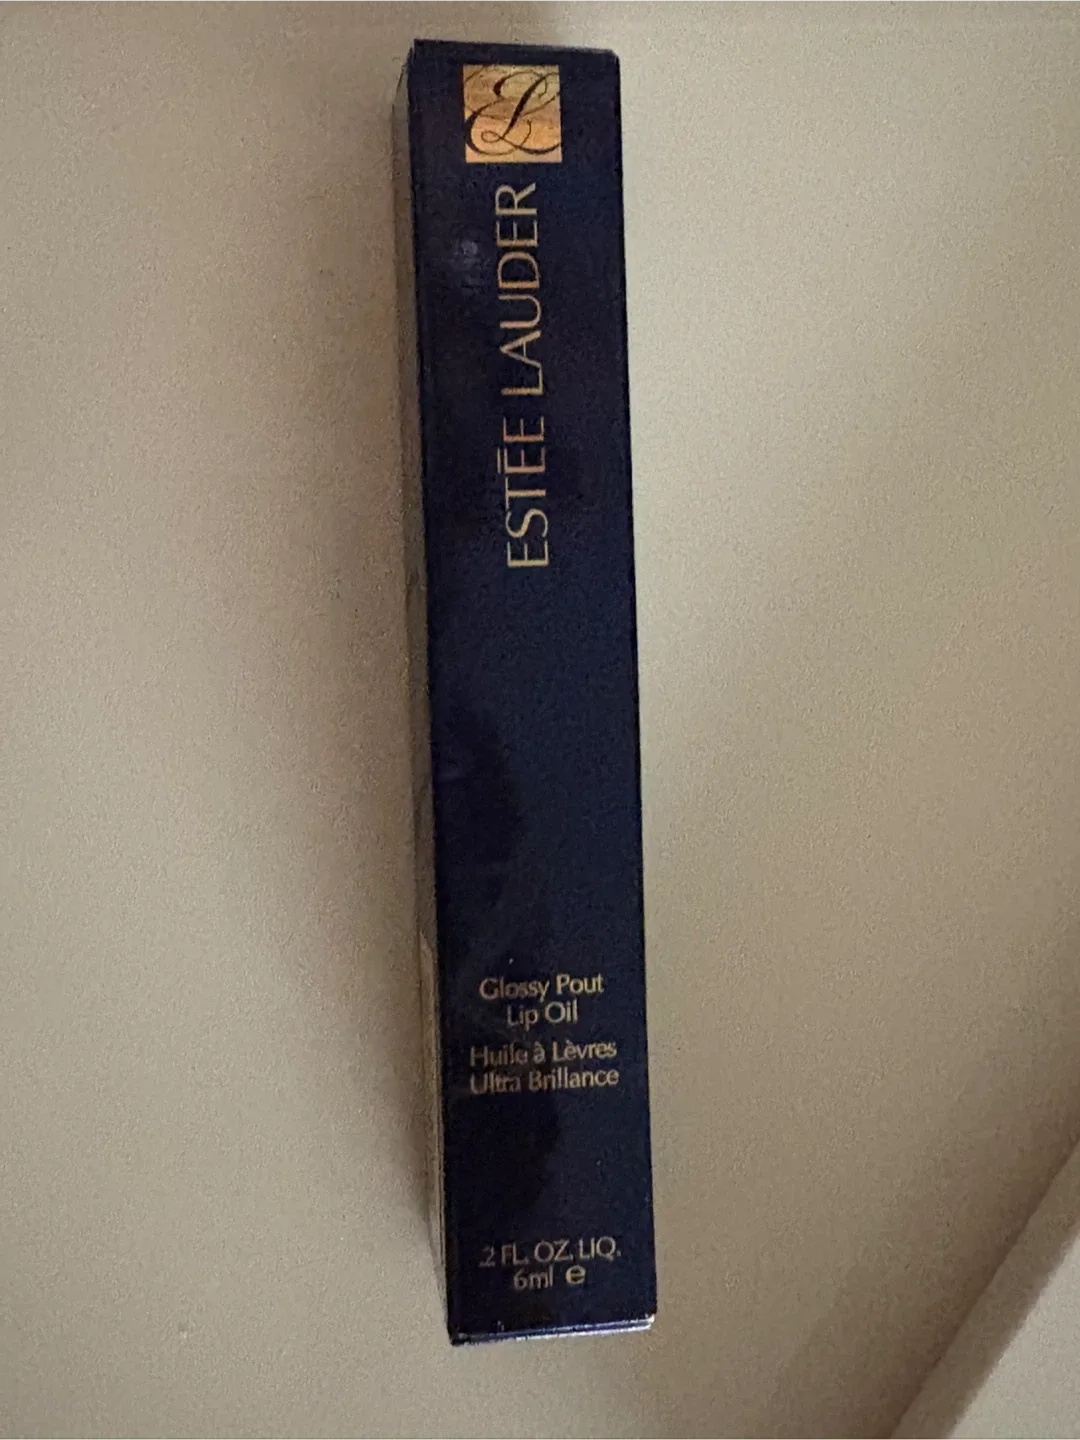 ESTĒE LAUDER
Glossy Pout
Lip Oil
Huile à Lèvres
Ultra Brillance
.2 FL. OZ. LIQ.
6ml e